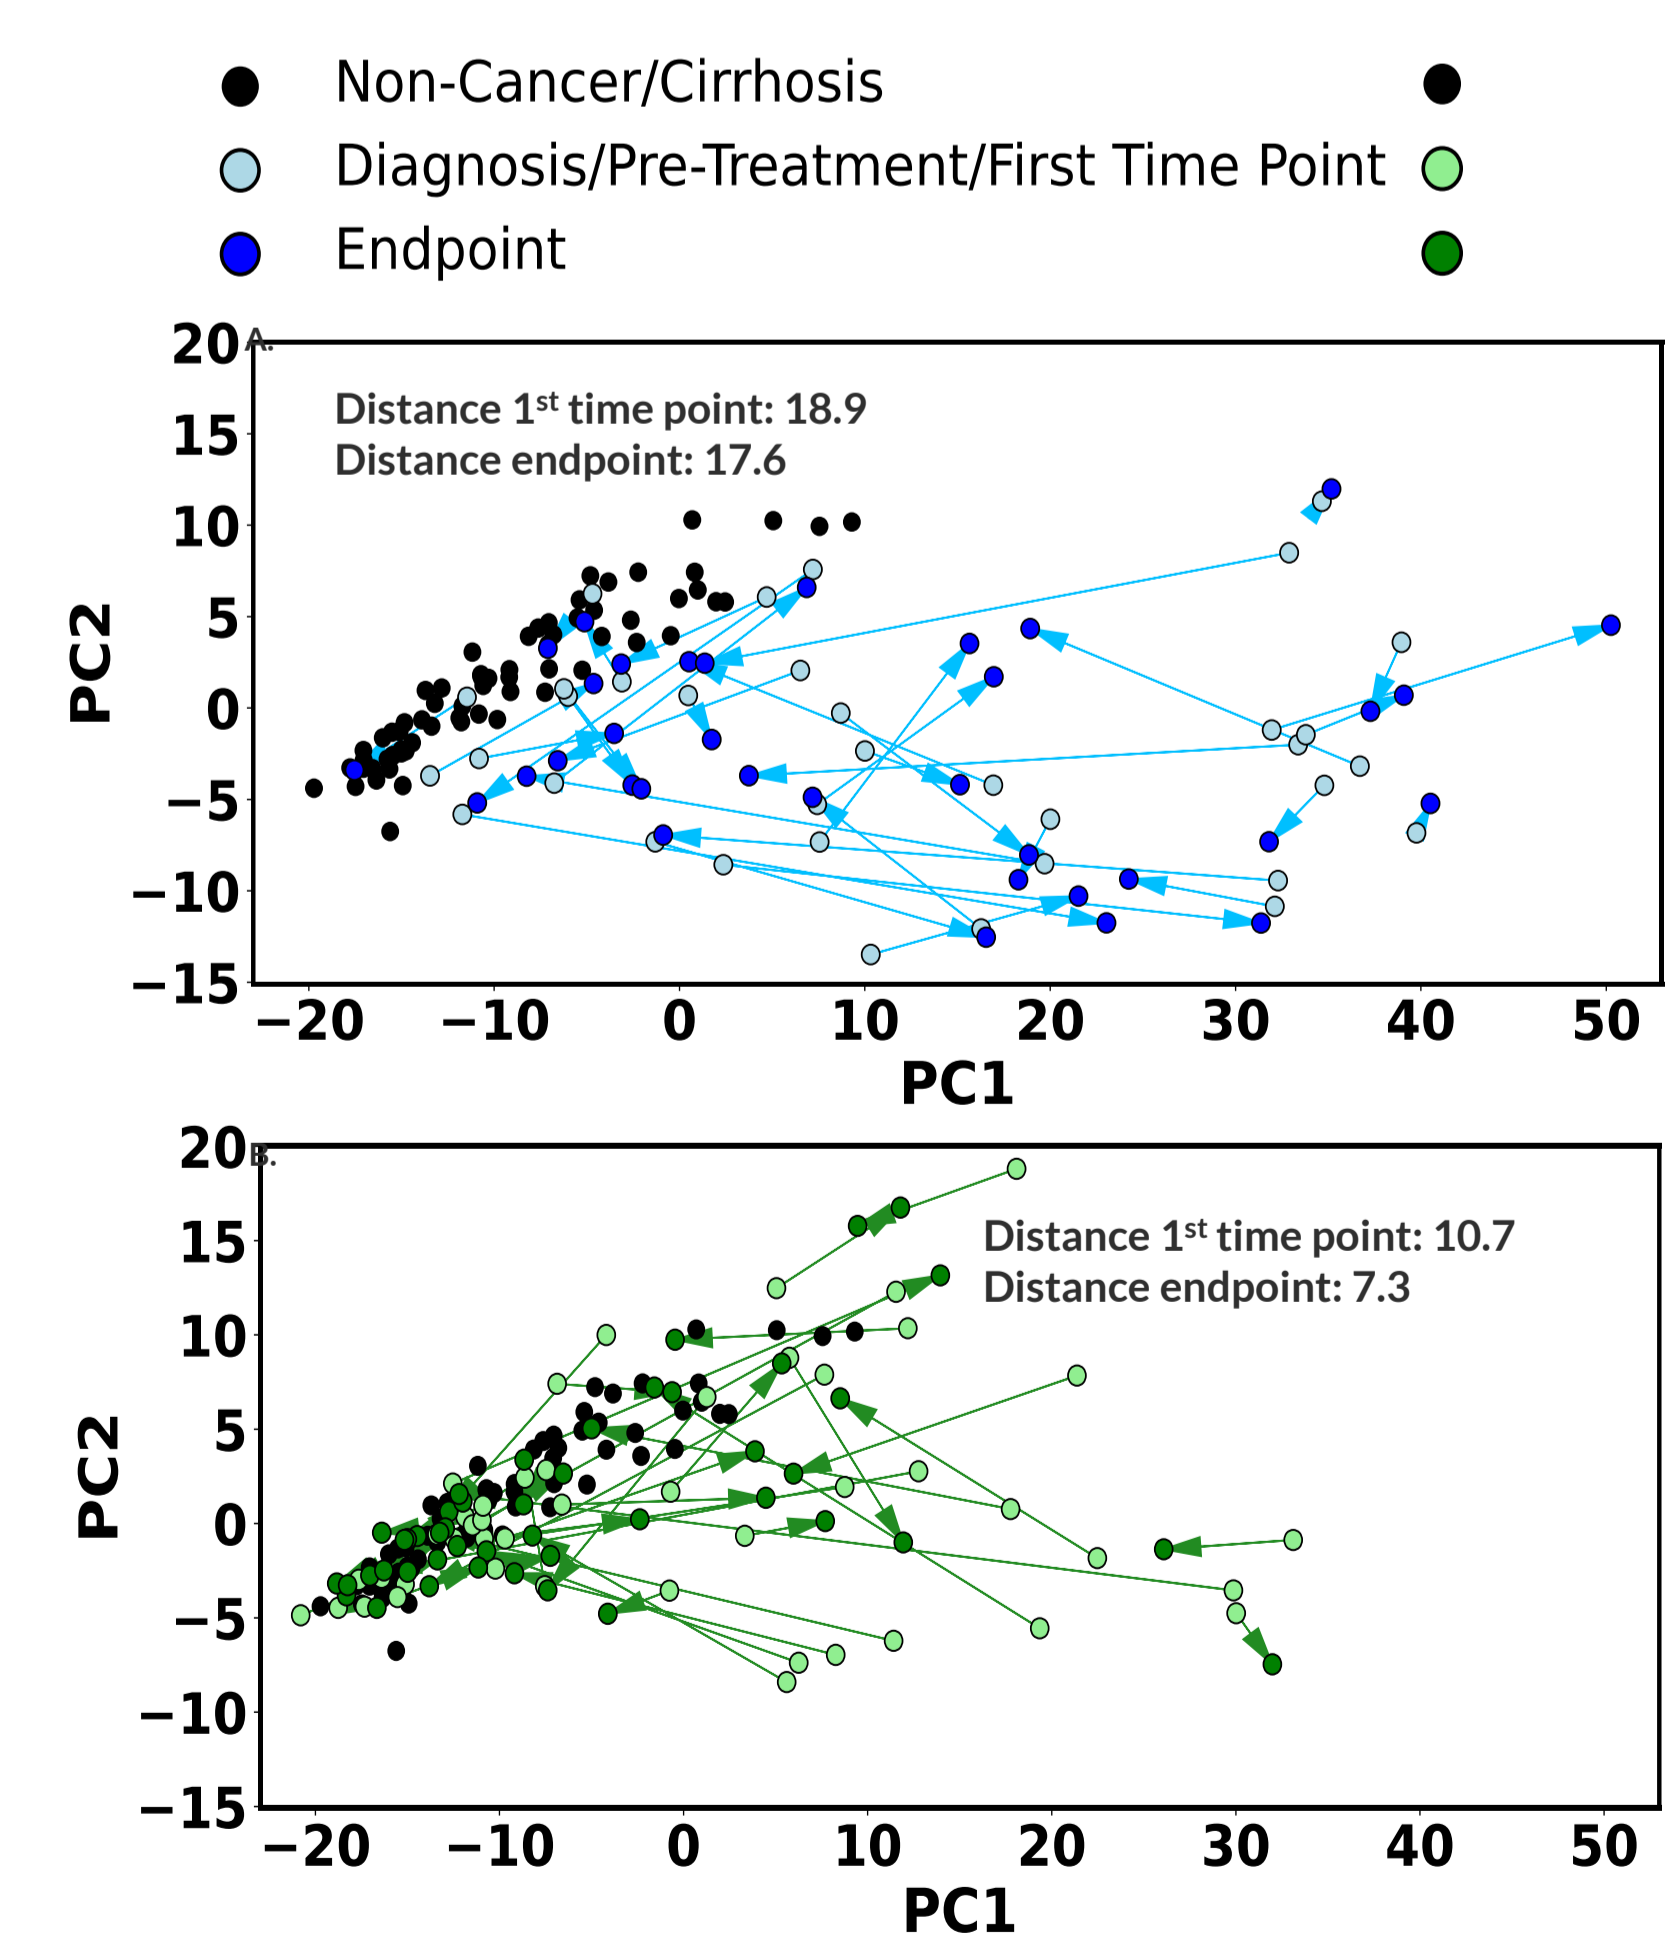 Non-Cancer/Cirrhosis
Diagnosis/Pre-Treatment/First Time Point
Endpoint
A.
Distance 1st time point: 18.9
Distance endpoint: 17.6
20
15
10
5
0
−5
−10
−15
PC2
−20 −10 0 10 20 30 40 50
PC1
B.
Distance 1st time point: 10.7
Distance endpoint: 7.3
20
15
10
5
0
−5
−10
−15
PC2
−20 −10 0 10 20 30 40 50
PC1